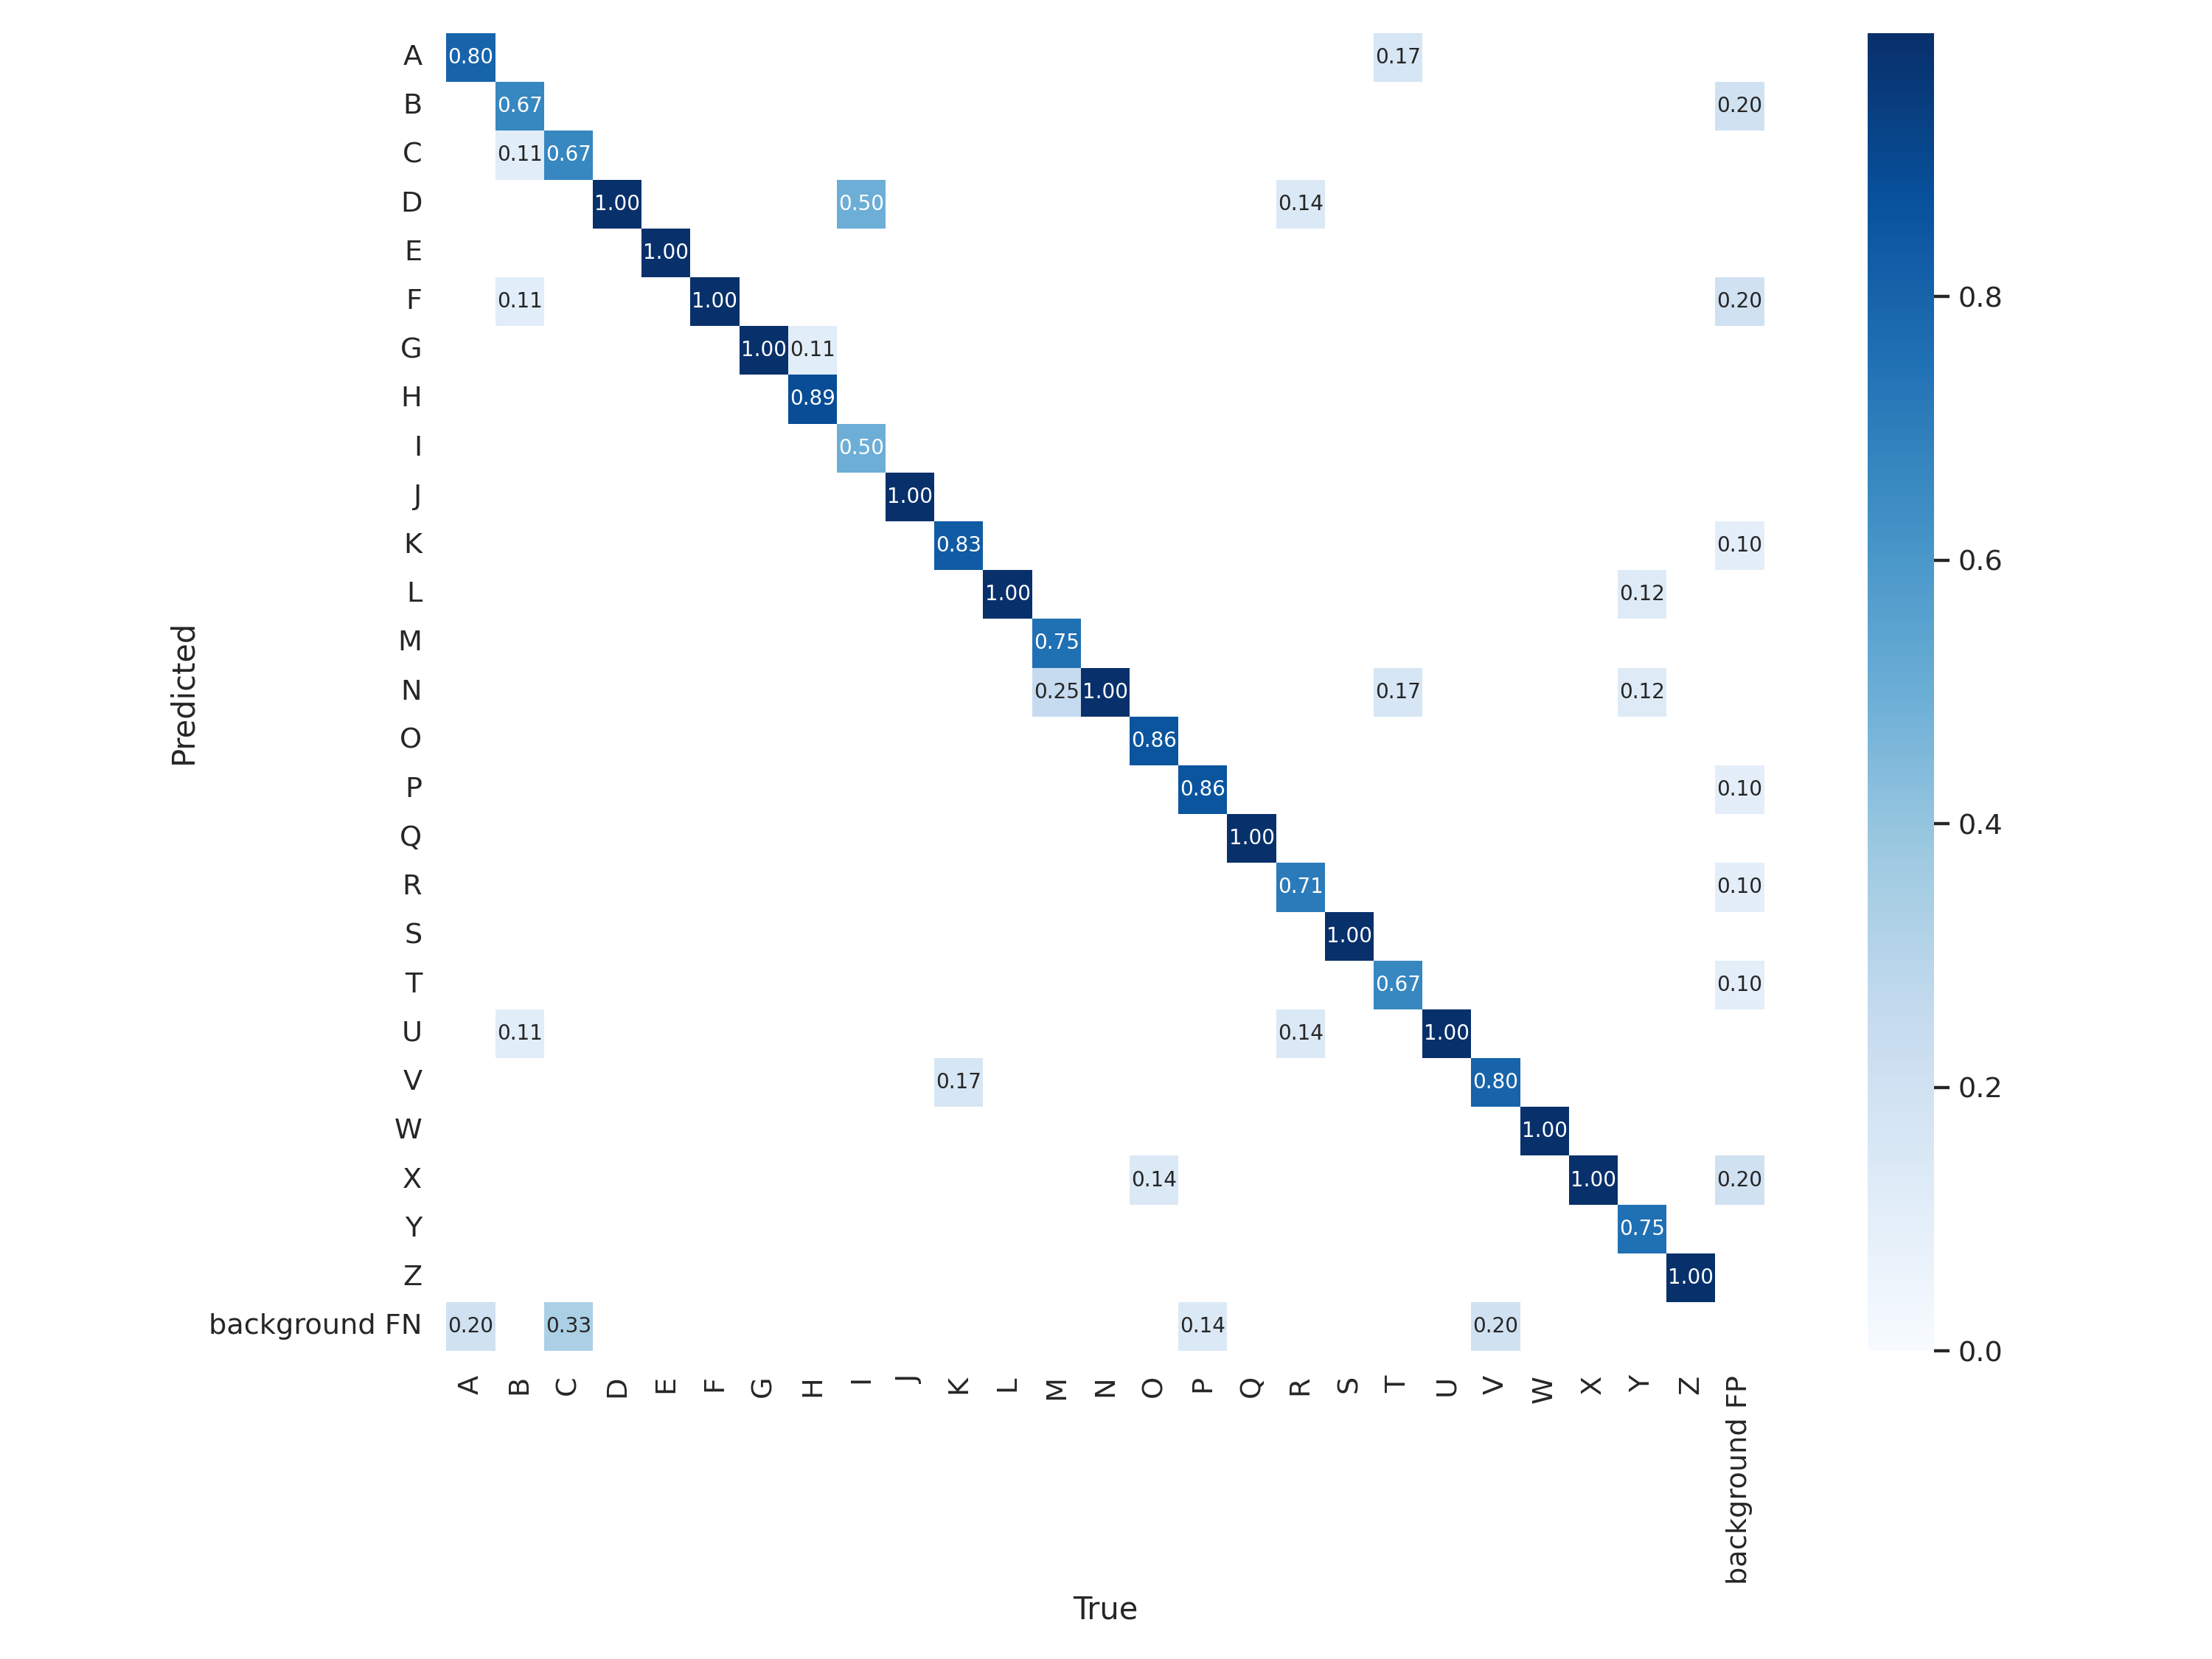 A 0.80 0.17
B 0.67 0.20
C 0.11 0.67
D 1.00 0.50 0.14
E 1.00
F 0.11 1.00 0.20
G 1.00 0.11
H 0.89
I 0.50
J 1.00
K 0.83 0.10
L 1.00 0.12
M 0.75
N 0.25 1.00 0.17 0.12
O 0.86
P 0.86 0.10
Q 1.00
R 0.71 0.10
S 1.00
T 0.67 0.10
U 0.11 0.14 1.00
V 0.17 0.80
W 1.00
X 0.14 1.00 0.20
Y 0.75
Z 1.00
background FN 0.20 0.33 0.14 0.20
A B C D E F G H I J K L M N O P Q R S T U V W X Y Z background FP
Predicted
True
0.8
0.6
0.4
0.2
0.0